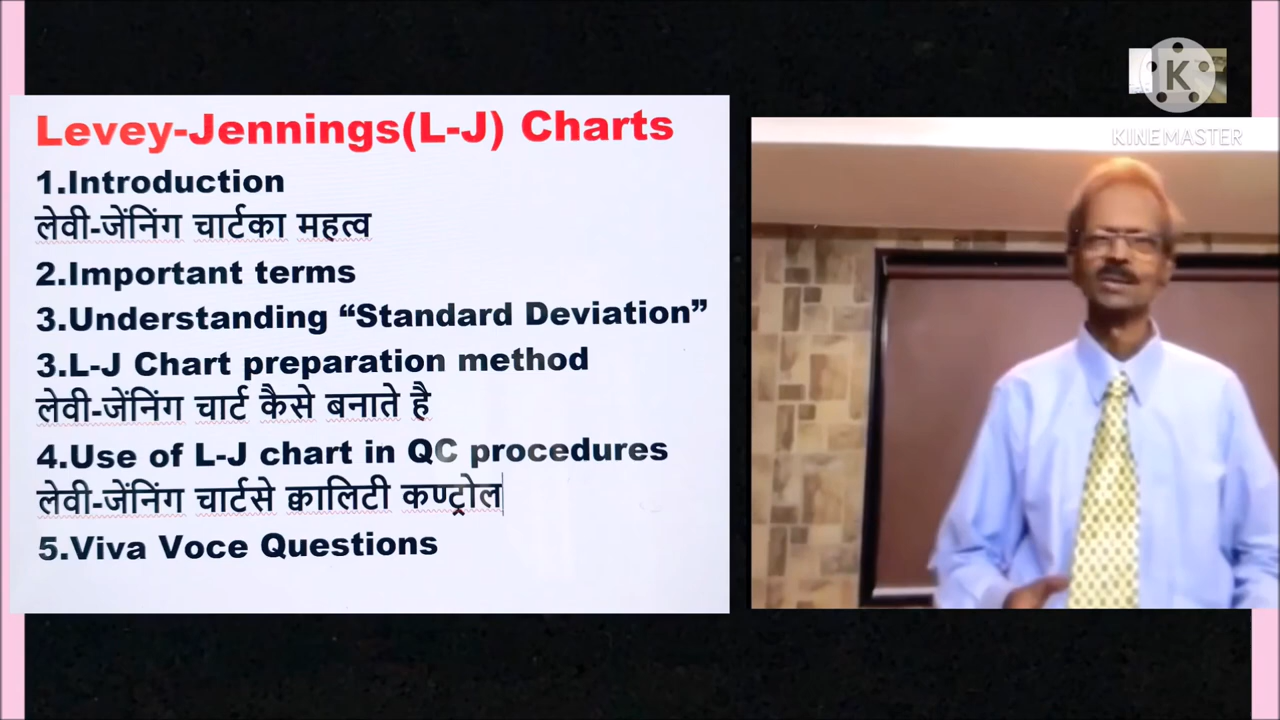 Levey-Jennings(L-J) Charts
1.Introduction
लेवी-जेंनिंग चार्टका महत्व
2.Important terms
3.Understanding “Standard Deviation”
3.L-J Chart preparation method
लेवी-जेंनिंग चार्ट कैसे बनाते है
4.Use of L-J chart in QC procedures
लेवी-जेंनिंग चार्टसे क्वालिटी कण्ट्रोल
5.Viva Voce Questions
K
KINEMASTER